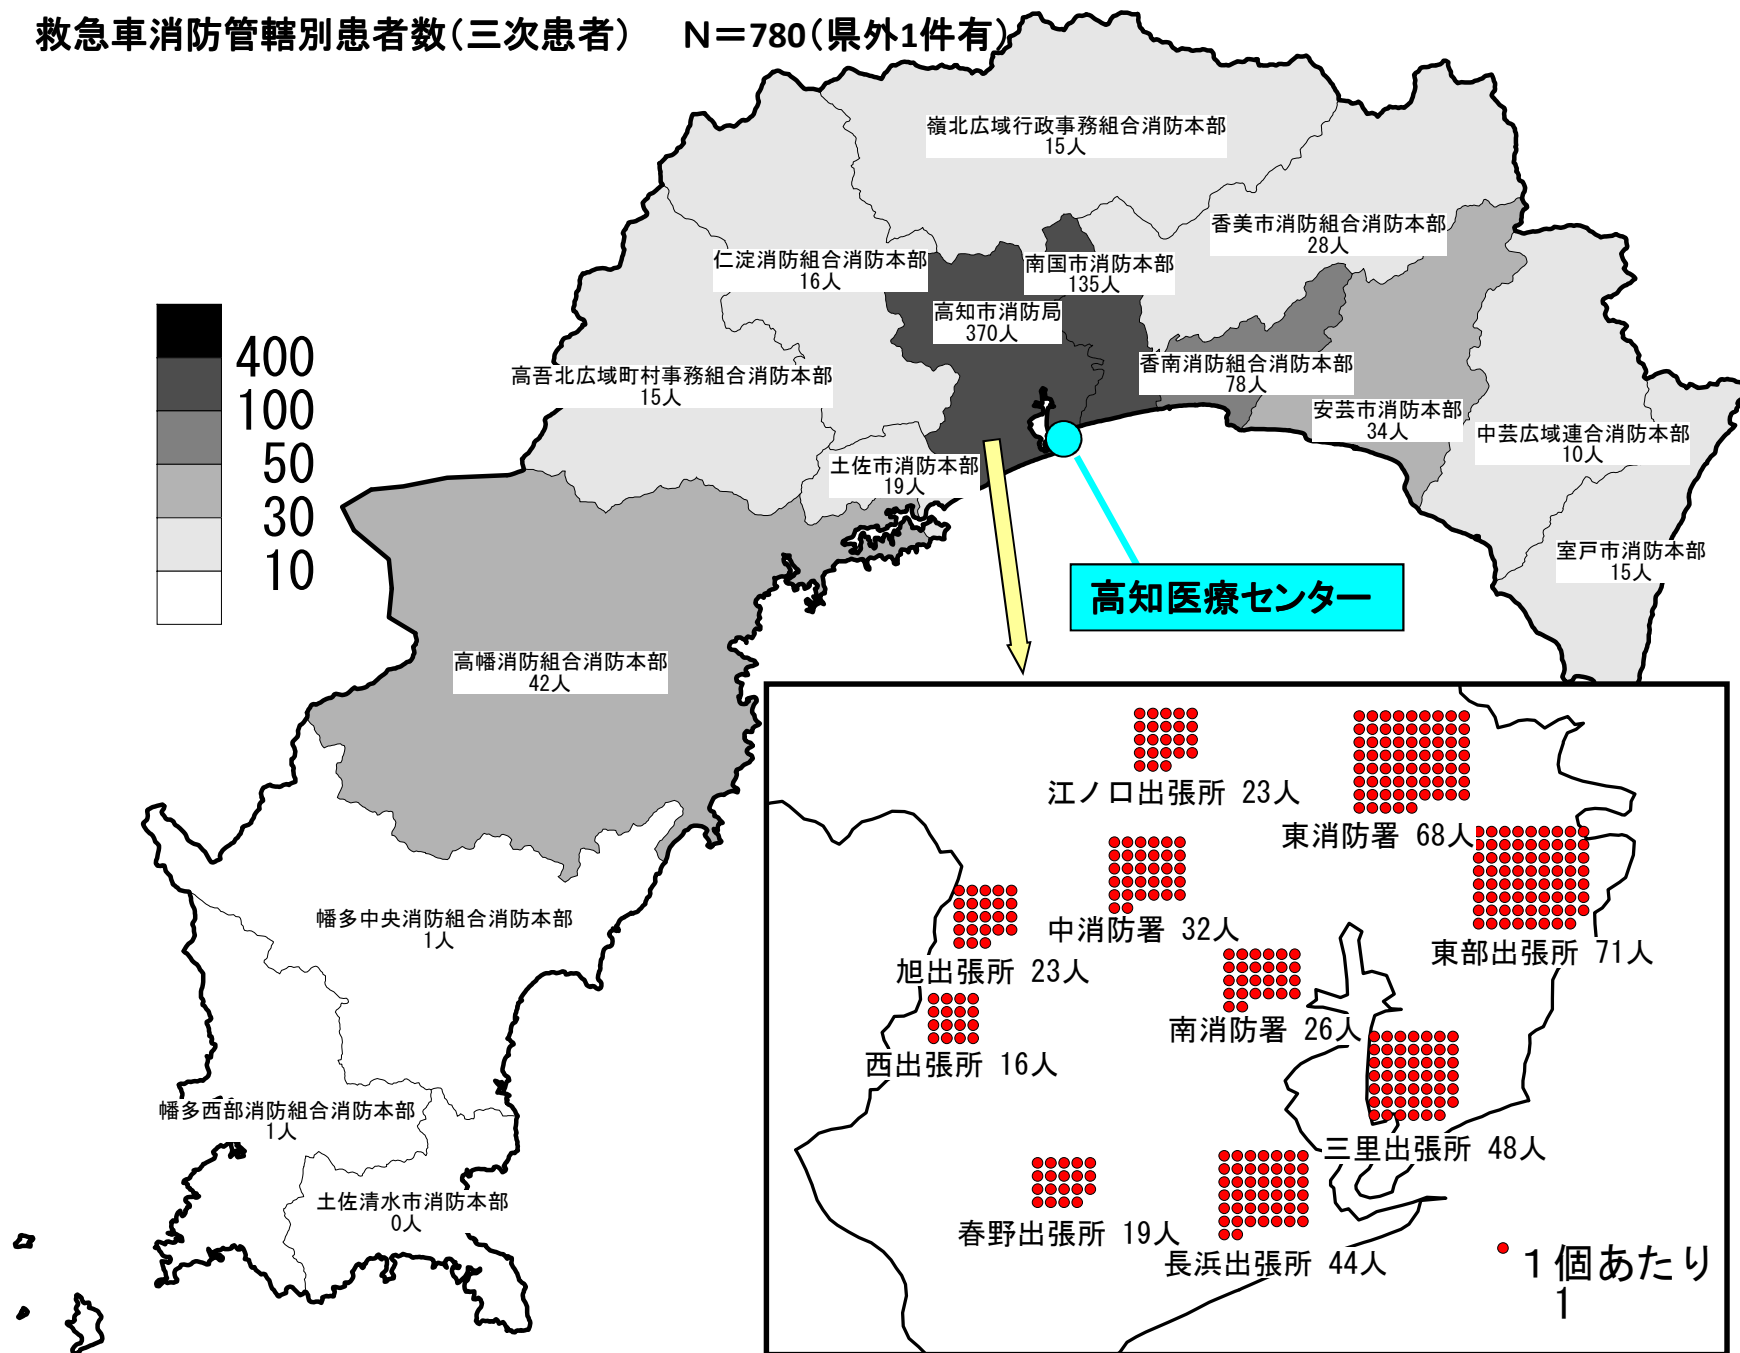 救急車消防管轄別患者数(三次患者) N=780(県外1件有)
嶺北広域行政事務組合消防本部
15人
香美市消防組合消防本部
28人
仁淀消防組合消防本部
16人
南国市消防本部
135人
高知市消防局
370人
400
100
50
30
10
高吾北広域町村事務組合消防本部
15人
香南消防組合消防本部
78人
安芸市消防本部
34人
中芸広域連合消防本部
10人
土佐市消防本部
19人
室戸市消防本部
15人
高知医療センター
高幡消防組合消防本部
42人
幡多中央消防組合消防本部
1人
幡多西部消防組合消防本部
1人
土佐清水市消防本部
0人
江ノ口出張所 23人
東消防署 68人
中消防署 32人
東部出張所 71人
旭出張所 23人
南消防署 26人
西出張所 16人
三里出張所 48人
春野出張所 19人
長浜出張所 44人
1個あたり
1